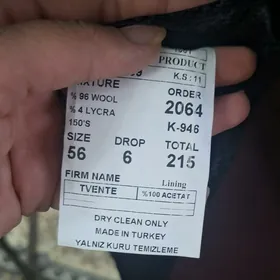 PRODUCT
K.S : 11
ORDER
% 96 WOOL
2064
% 4 LYCRA
150'S
K-946
SIZE DROP TOTAL
56 6 215
FIRM NAME Lining
TVENTE %100 ACETAT
DRY CLEAN ONLY
MADE IN TURKEY
YALNIZ KURU TEMIZLEME